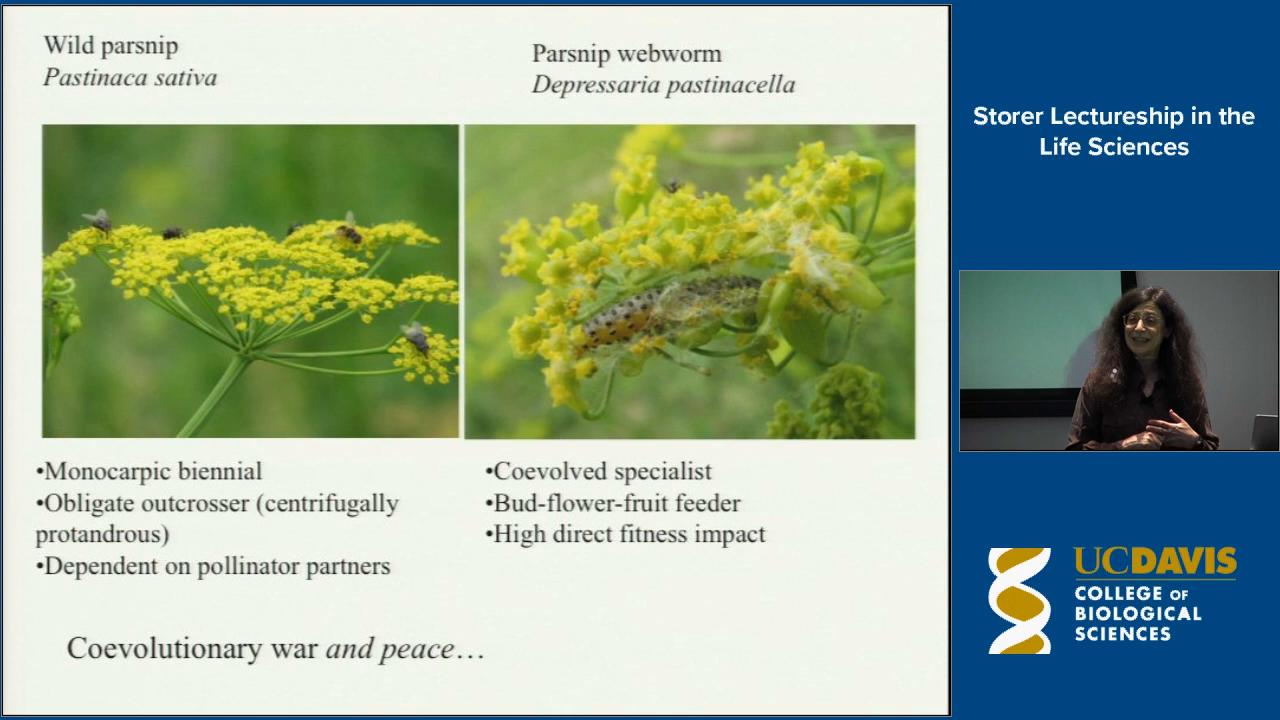 Wild parsnip
Pastinaca sativa
Parsnip webworm
Depressaria pastinacella
•Monocarpic biennial
•Obligate outcrosser (centrifugally
protandrous)
•Dependent on pollinator partners
•Coevolved specialist
•Bud-flower-fruit feeder
•High direct fitness impact
Coevolutionary war and peace…
Storer Lectureship in the
Life Sciences
UCDAVIS
COLLEGE OF
BIOLOGICAL
SCIENCES